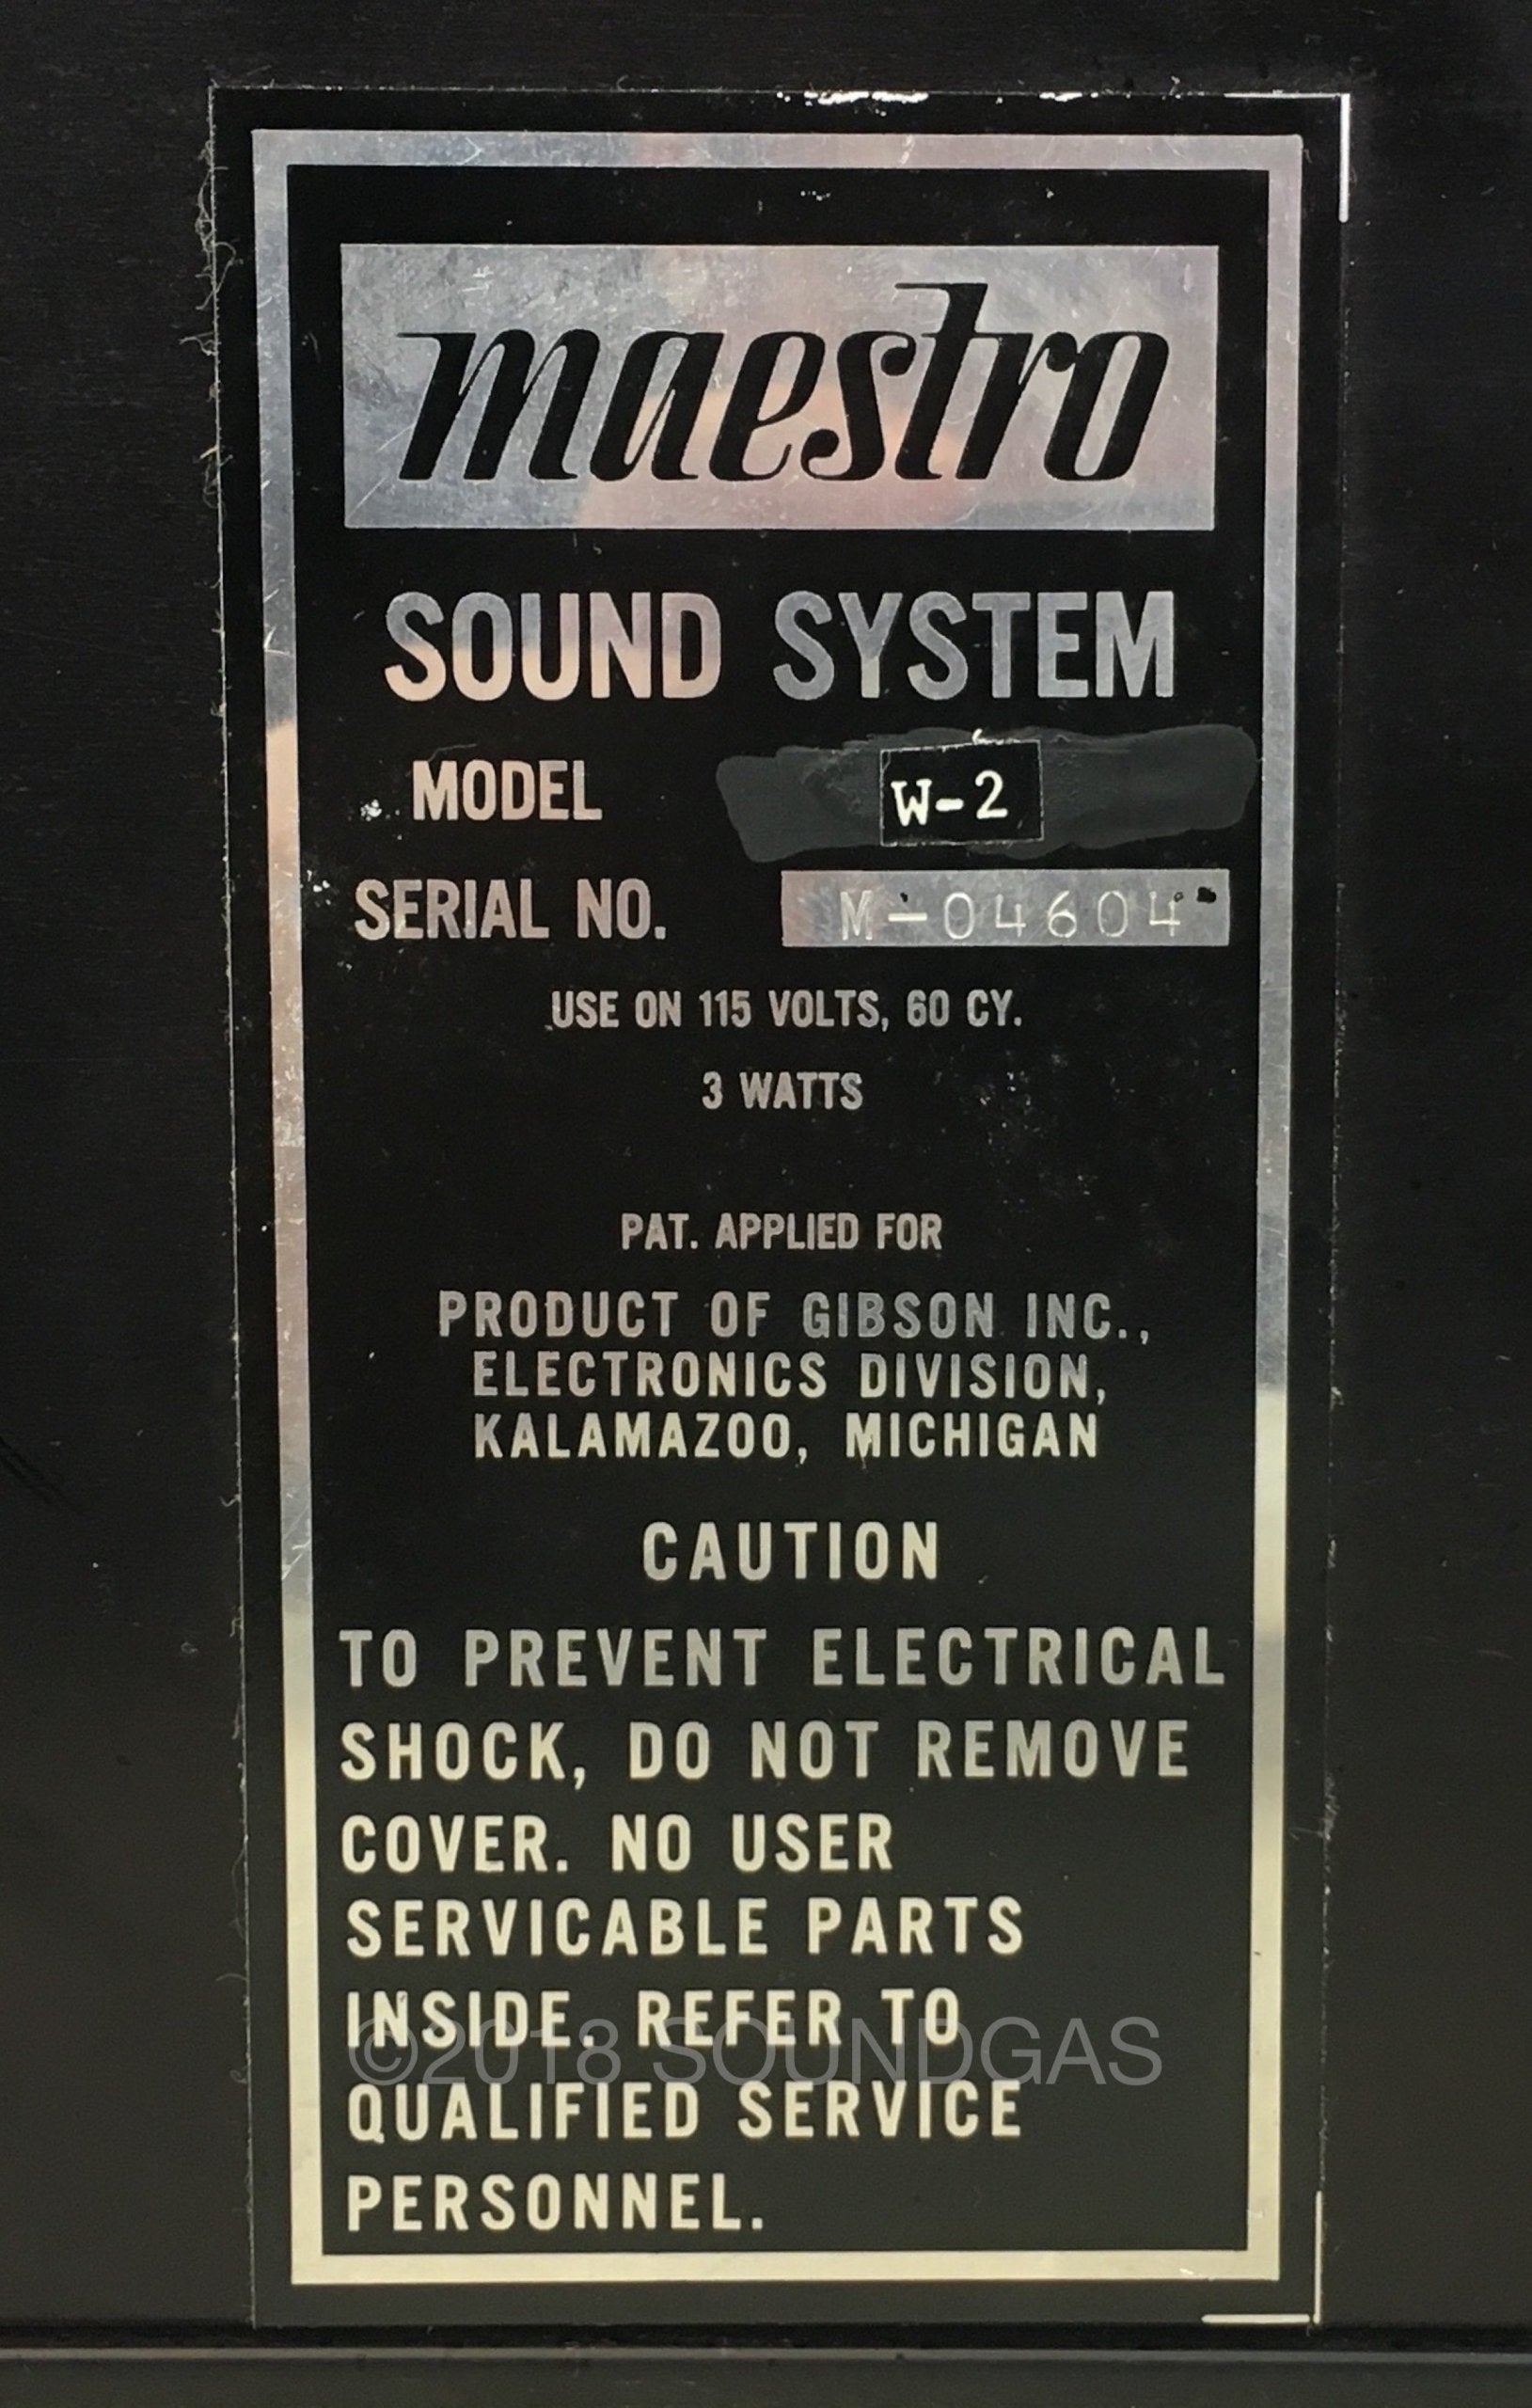 maestro
SOUND SYSTEM
MODEL W-2
SERIAL NO. M-04604
USE ON 115 VOLTS, 60 CY.
3 WATTS
PAT. APPLIED FOR
PRODUCT OF GIBSON INC.,
ELECTRONICS DIVISION,
KALAMAZOO, MICHIGAN
CAUTION
TO PREVENT ELECTRICAL
SHOCK, DO NOT REMOVE
COVER. NO USER
SERVICABLE PARTS
INSIDE. REFER TO
©2018 SOUNDGAS
QUALIFIED SERVICE
PERSONNEL.